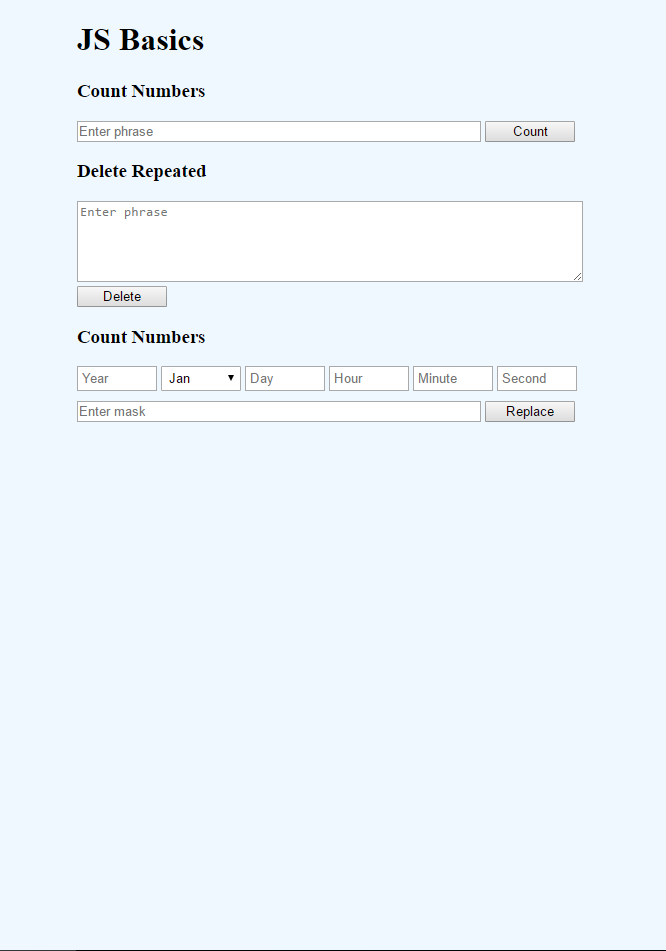 JS Basics
Count Numbers
Enter phrase Count
Delete Repeated
Enter phrase
Delete
Count Numbers
Year Jan Day Hour Minute Second
Enter mask Replace